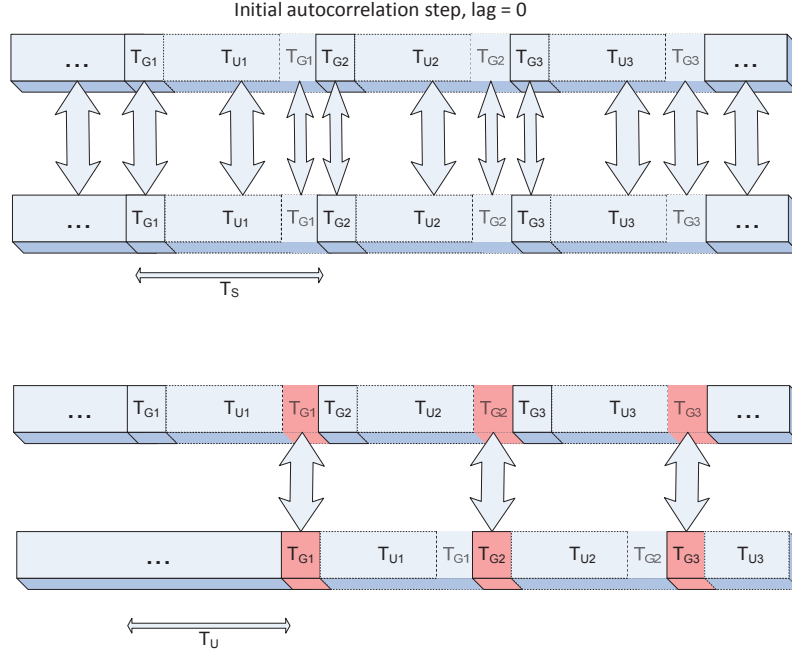 Initial autocorrelation step, lag = 0
... TG1 TU1 TG1 TG2 TU2 TG2 TG3 TU3 TG3 ...
... TG1 TU1 TG1 TG2 TU2 TG2 TG3 TU3 TG3 ...
TS
... TG1 TU1 TG1 TG2 TU2 TG2 TG3 TU3 TG3 ...
... TG1 TU1 TG1 TG2 TU2 TG2 TG3 TU3
TU